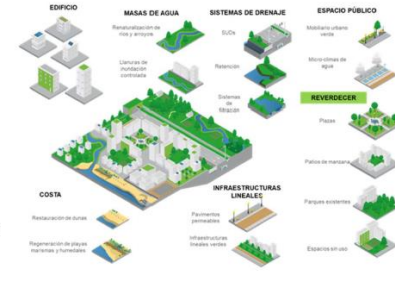 EDIFICIO
MASAS DE AGUA
Renaturalización de
ríos y arroyos
Llanuras de
inundación
controlada
SISTEMAS DE DRENAJE
SUDs
Retención
Sistemas
de
filtración
ESPACIO PÚBLICO
Mobiliario urbano
verde
Micro-climas de
agua
REVERDECER
Plazas
Patios de manzana
Parques existentes
Espacios sin uso
COSTA
Restauración de dunas
Regeneración de playas
marismas y humedales
INFRAESTRUCTURAS
LINEALES
Pavimentos
permeables
Infraestructuras
lineales verdes